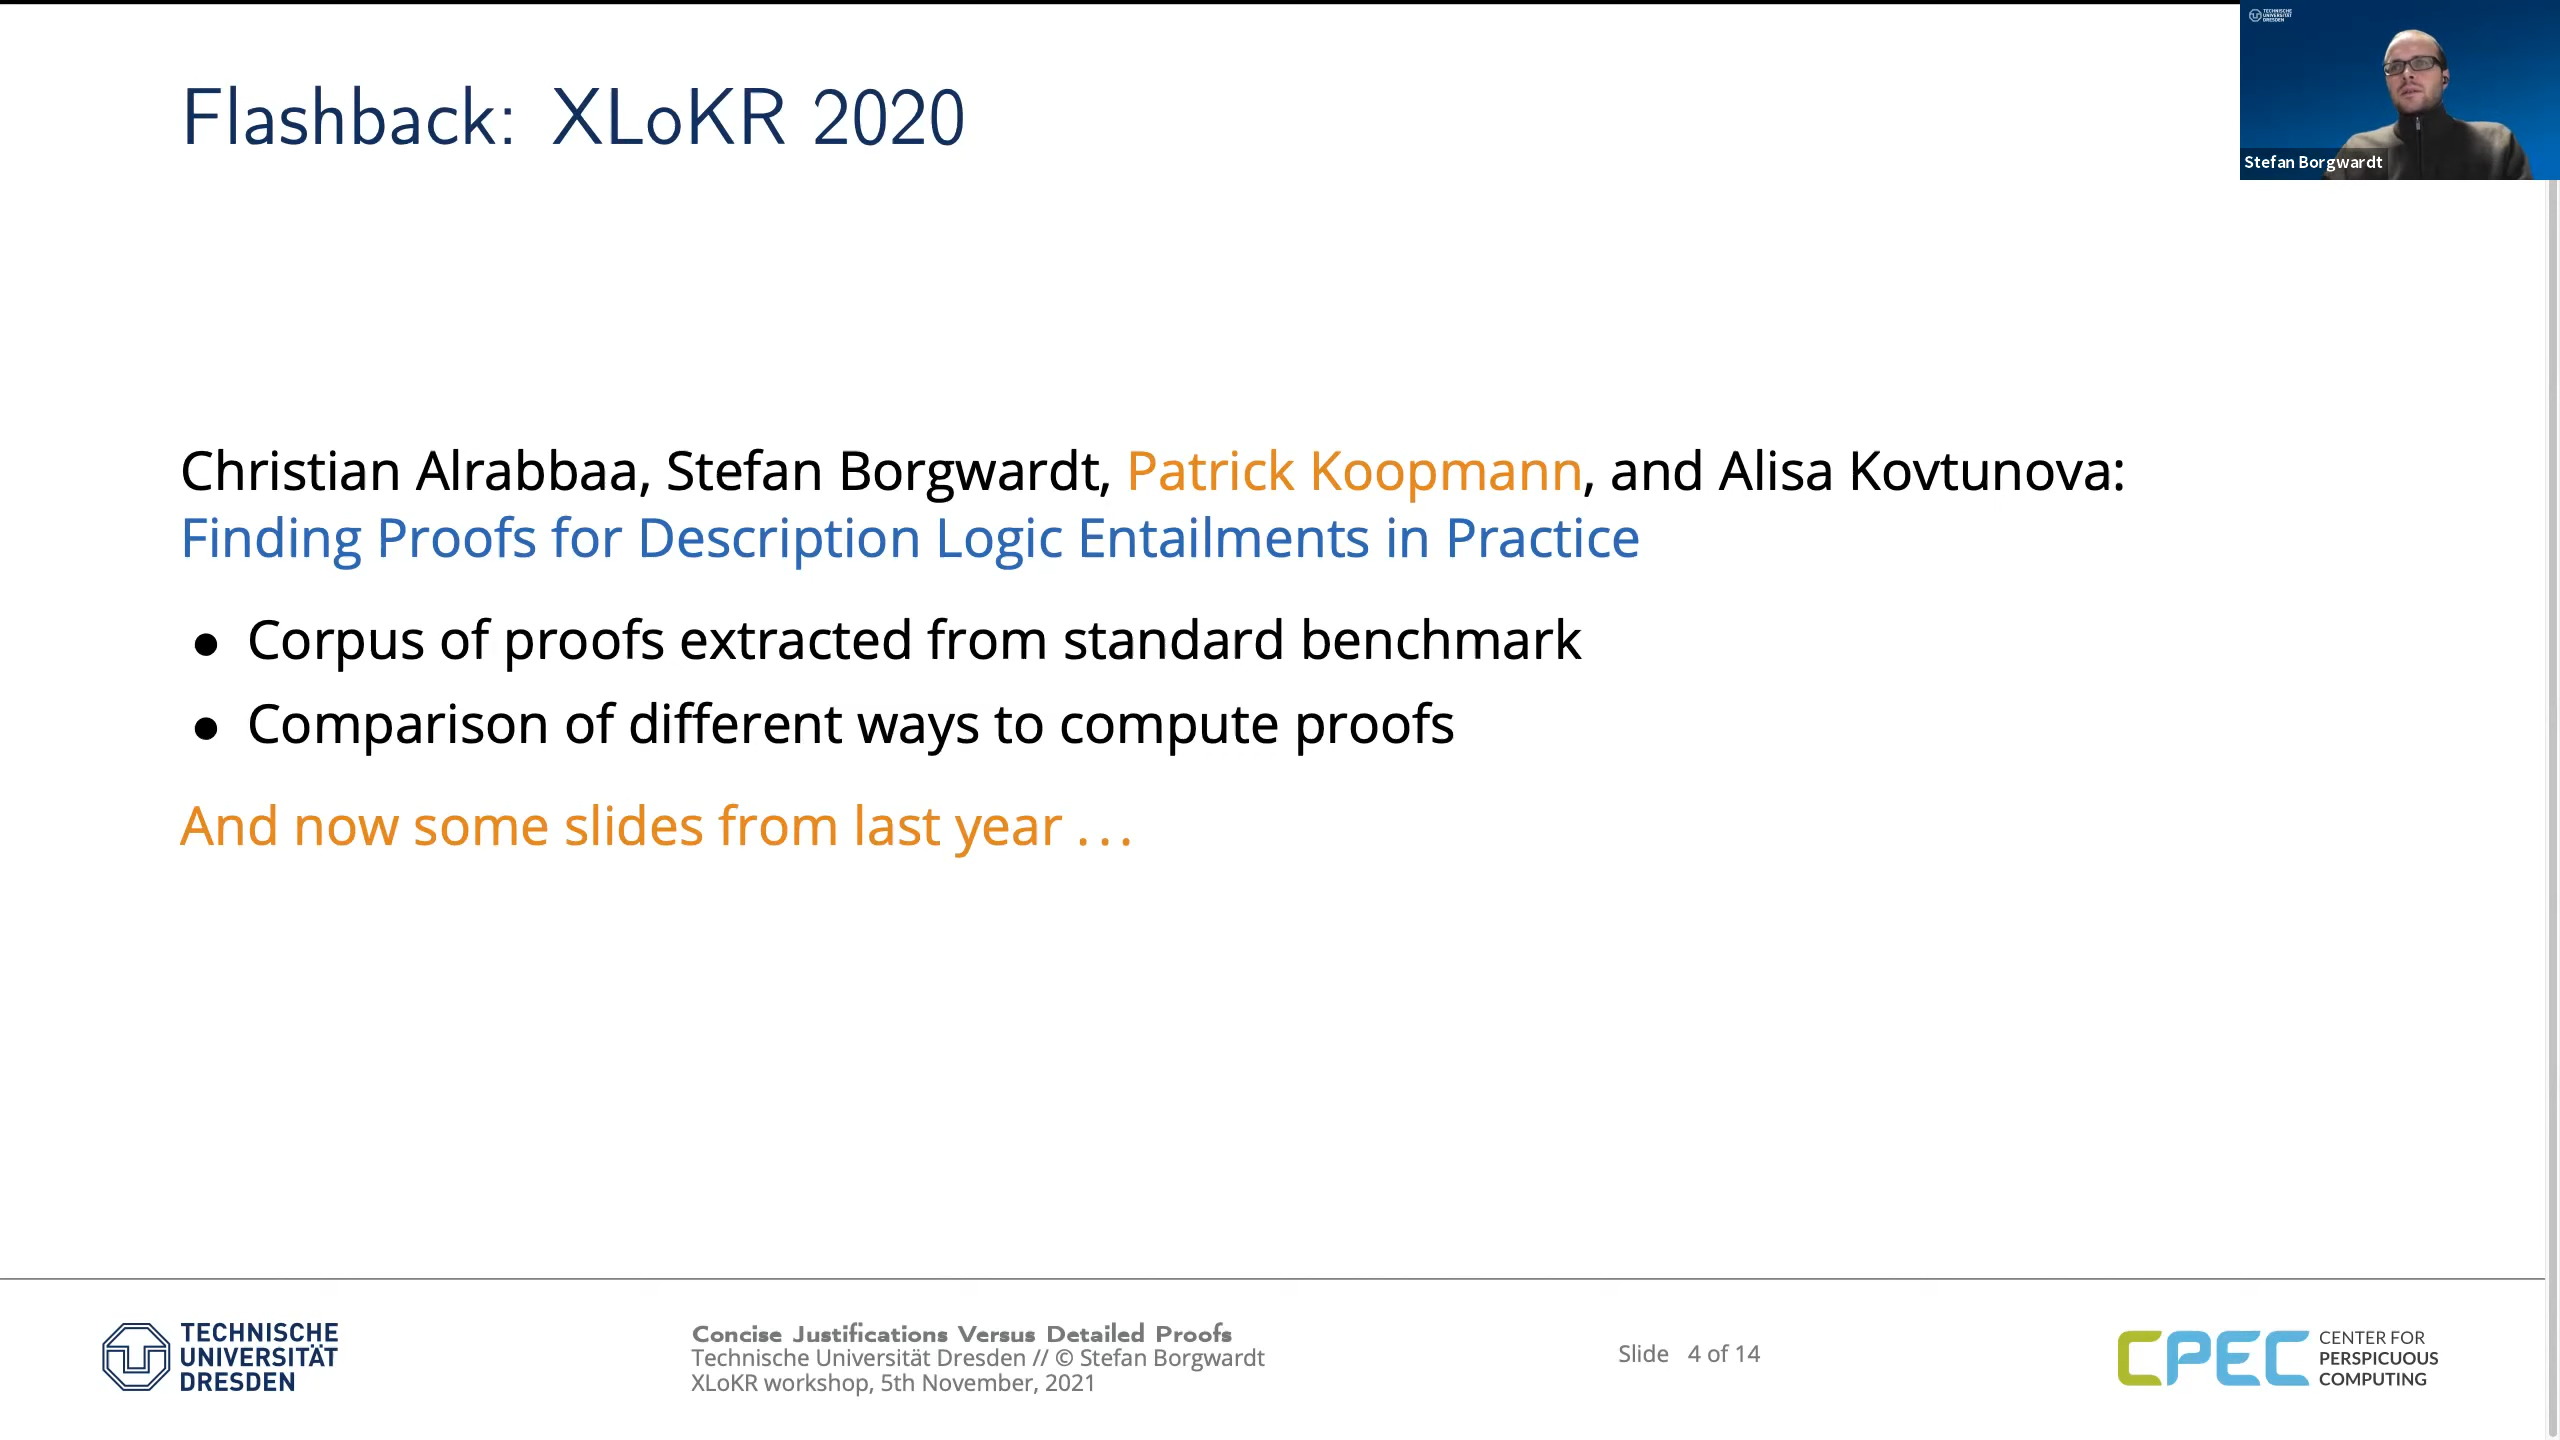 Flashback: XLoKR 2020
TECHNISCHE
UNIVERSITÄT
DRESDEN
Stefan Borgwardt
Christian Alrabbaa, Stefan Borgwardt, Patrick Koopmann, and Alisa Kovtunova:
Finding Proofs for Description Logic Entailments in Practice
● Corpus of proofs extracted from standard benchmark
● Comparison of different ways to compute proofs
And now some slides from last year . . .
TECHNISCHE
UNIVERSITÄT
DRESDEN
Concise Justifications Versus Detailed Proofs
Technische Universität Dresden // © Stefan Borgwardt
XLoKR workshop, 5th November, 2021
Slide 4 of 14
CPEC
CENTER FOR
PERSPICUOUS
COMPUTING